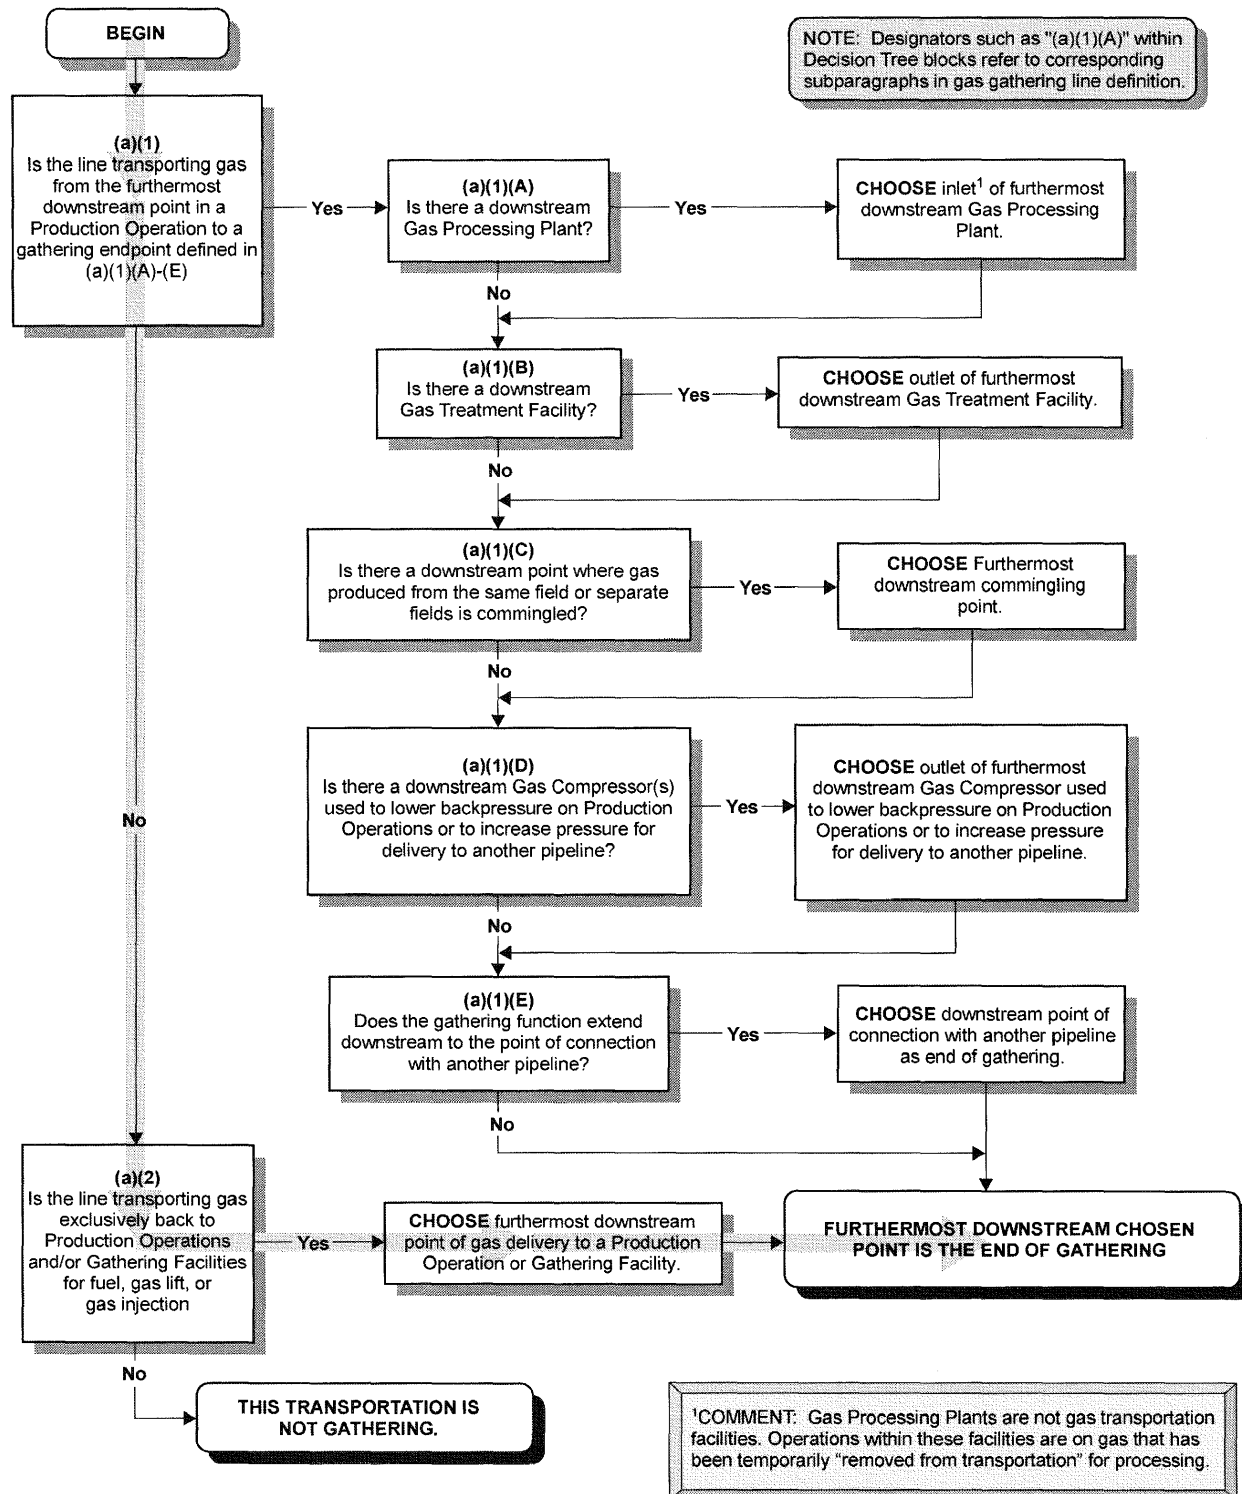 BEGIN
NOTE: Designators such as "(a)(1)(A)" within
Decision Tree blocks refer to corresponding
subparagraphs in gas gathering line definition.
(a)(1)
Is the line transporting gas
from the furthermost
downstream point in a
Production Operation to a
gathering endpoint defined in
(a)(1)(A)-(E)
Yes
(a)(1)(A)
Is there a downstream
Gas Processing Plant?
Yes
CHOOSE inlet¹ of furthermost
downstream Gas Processing
Plant.
No
(a)(1)(B)
Is there a downstream
Gas Treatment Facility?
Yes
CHOOSE outlet of furthermost
downstream Gas Treatment Facility.
No
(a)(1)(C)
Is there a downstream point where gas
produced from the same field or separate
fields is commingled?
Yes
CHOOSE Furthermost
downstream commingling
point.
No
(a)(1)(D)
Is there a downstream Gas Compressor(s)
used to lower backpressure on Production
Operations or to increase pressure for
delivery to another pipeline?
Yes
CHOOSE outlet of furthermost
downstream Gas Compressor used
to lower backpressure on Production
Operations or to increase pressure
for delivery to another pipeline.
No
No
(a)(1)(E)
Does the gathering function extend
downstream to the point of connection
with another pipeline?
Yes
CHOOSE downstream point of
connection with another pipeline
as end of gathering.
No
(a)(2)
Is the line transporting gas
exclusively back to
Production Operations
and/or Gathering Facilities
for fuel, gas lift, or
gas injection
Yes
CHOOSE furthermost downstream
point of gas delivery to a Production
Operation or Gathering Facility.
FURTHERMOST DOWNSTREAM CHOSEN
POINT IS THE END OF GATHERING
No
THIS TRANSPORTATION IS
NOT GATHERING.
¹COMMENT: Gas Processing Plants are not gas transportation
facilities. Operations within these facilities are on gas that has
been temporarily "removed from transportation" for processing.